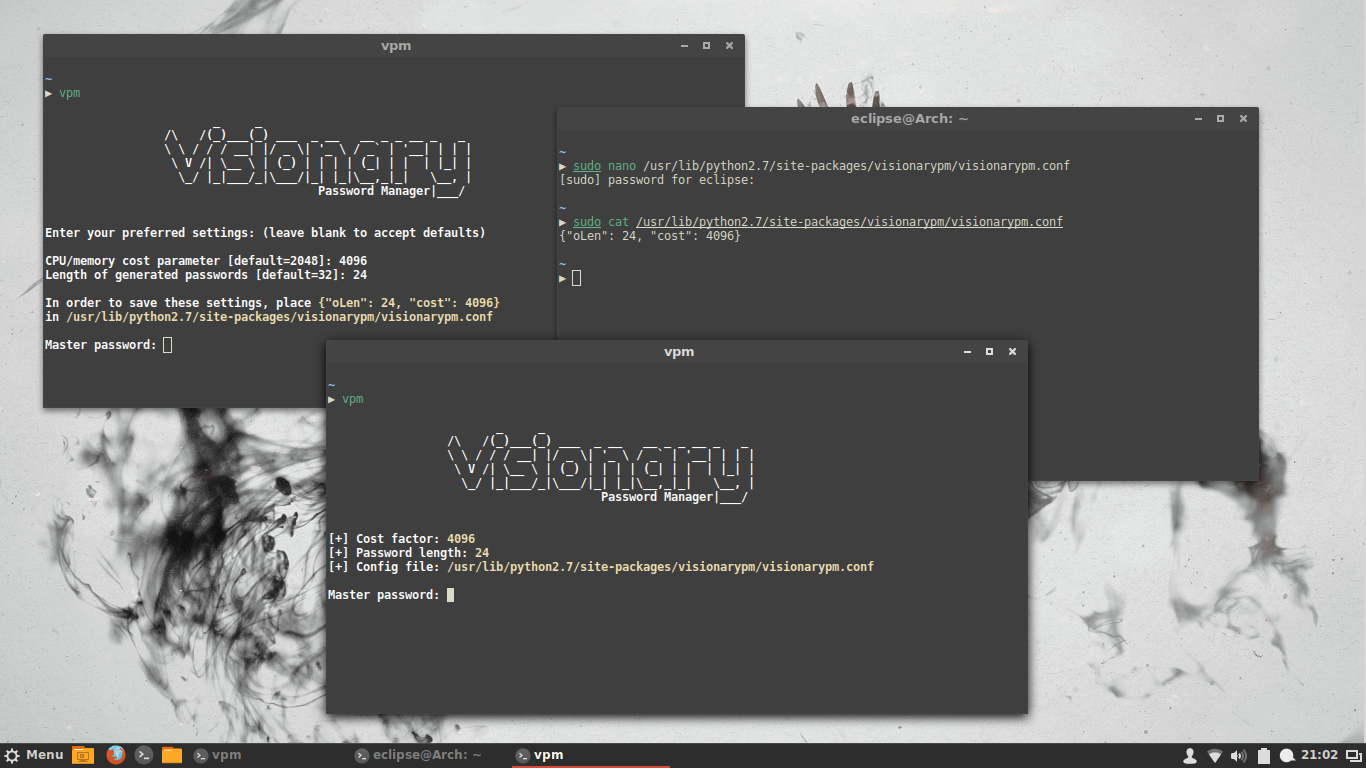 vpm
~
▶ vpm
Visionary
Password Manager
Enter your preferred settings: (leave blank to accept defaults)
CPU/memory cost parameter [default=2048]: 4096
Length of generated passwords [default=32]: 24
In order to save these settings, place {"oLen": 24, "cost": 4096}
in /usr/lib/python2.7/site-packages/visionarypm/visionarypm.conf
Master password:
eclipse@Arch: ~
~
▶ sudo nano /usr/lib/python2.7/site-packages/visionarypm/visionarypm.conf
[sudo] password for eclipse:
~
▶ sudo cat /usr/lib/python2.7/site-packages/visionarypm/visionarypm.conf
{"oLen": 24, "cost": 4096}
~
▶
vpm
~
▶ vpm
Visionary
Password Manager
[+] Cost factor: 4096
[+] Password length: 24
[+] Config file: /usr/lib/python2.7/site-packages/visionarypm/visionarypm.conf
Master password:
Menu vpm eclipse@Arch: ~ vpm 21:02